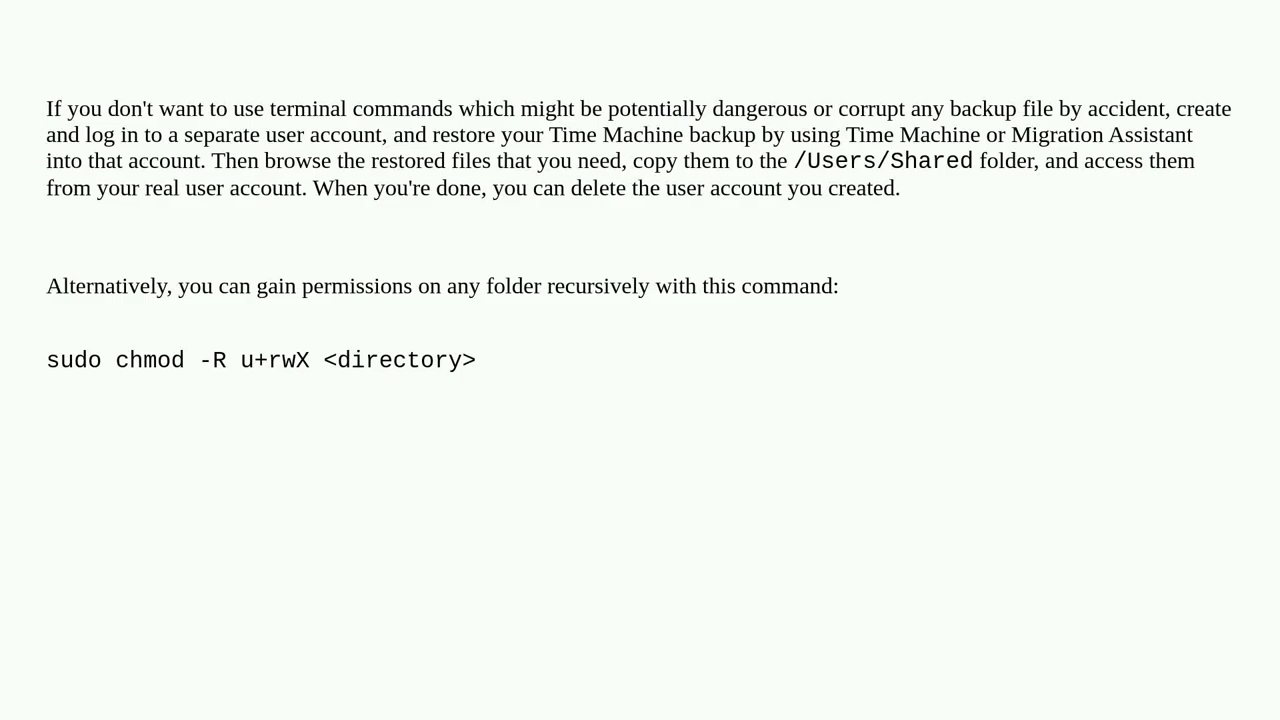 If you don't want to use terminal commands which might be potentially dangerous or corrupt any backup file by accident, create
and log in to a separate user account, and restore your Time Machine backup by using Time Machine or Migration Assistant
into that account. Then browse the restored files that you need, copy them to the /Users/Shared folder, and access them
from your real user account. When you're done, you can delete the user account you created.
Alternatively, you can gain permissions on any folder recursively with this command:
sudo chmod -R u+rwX <directory>